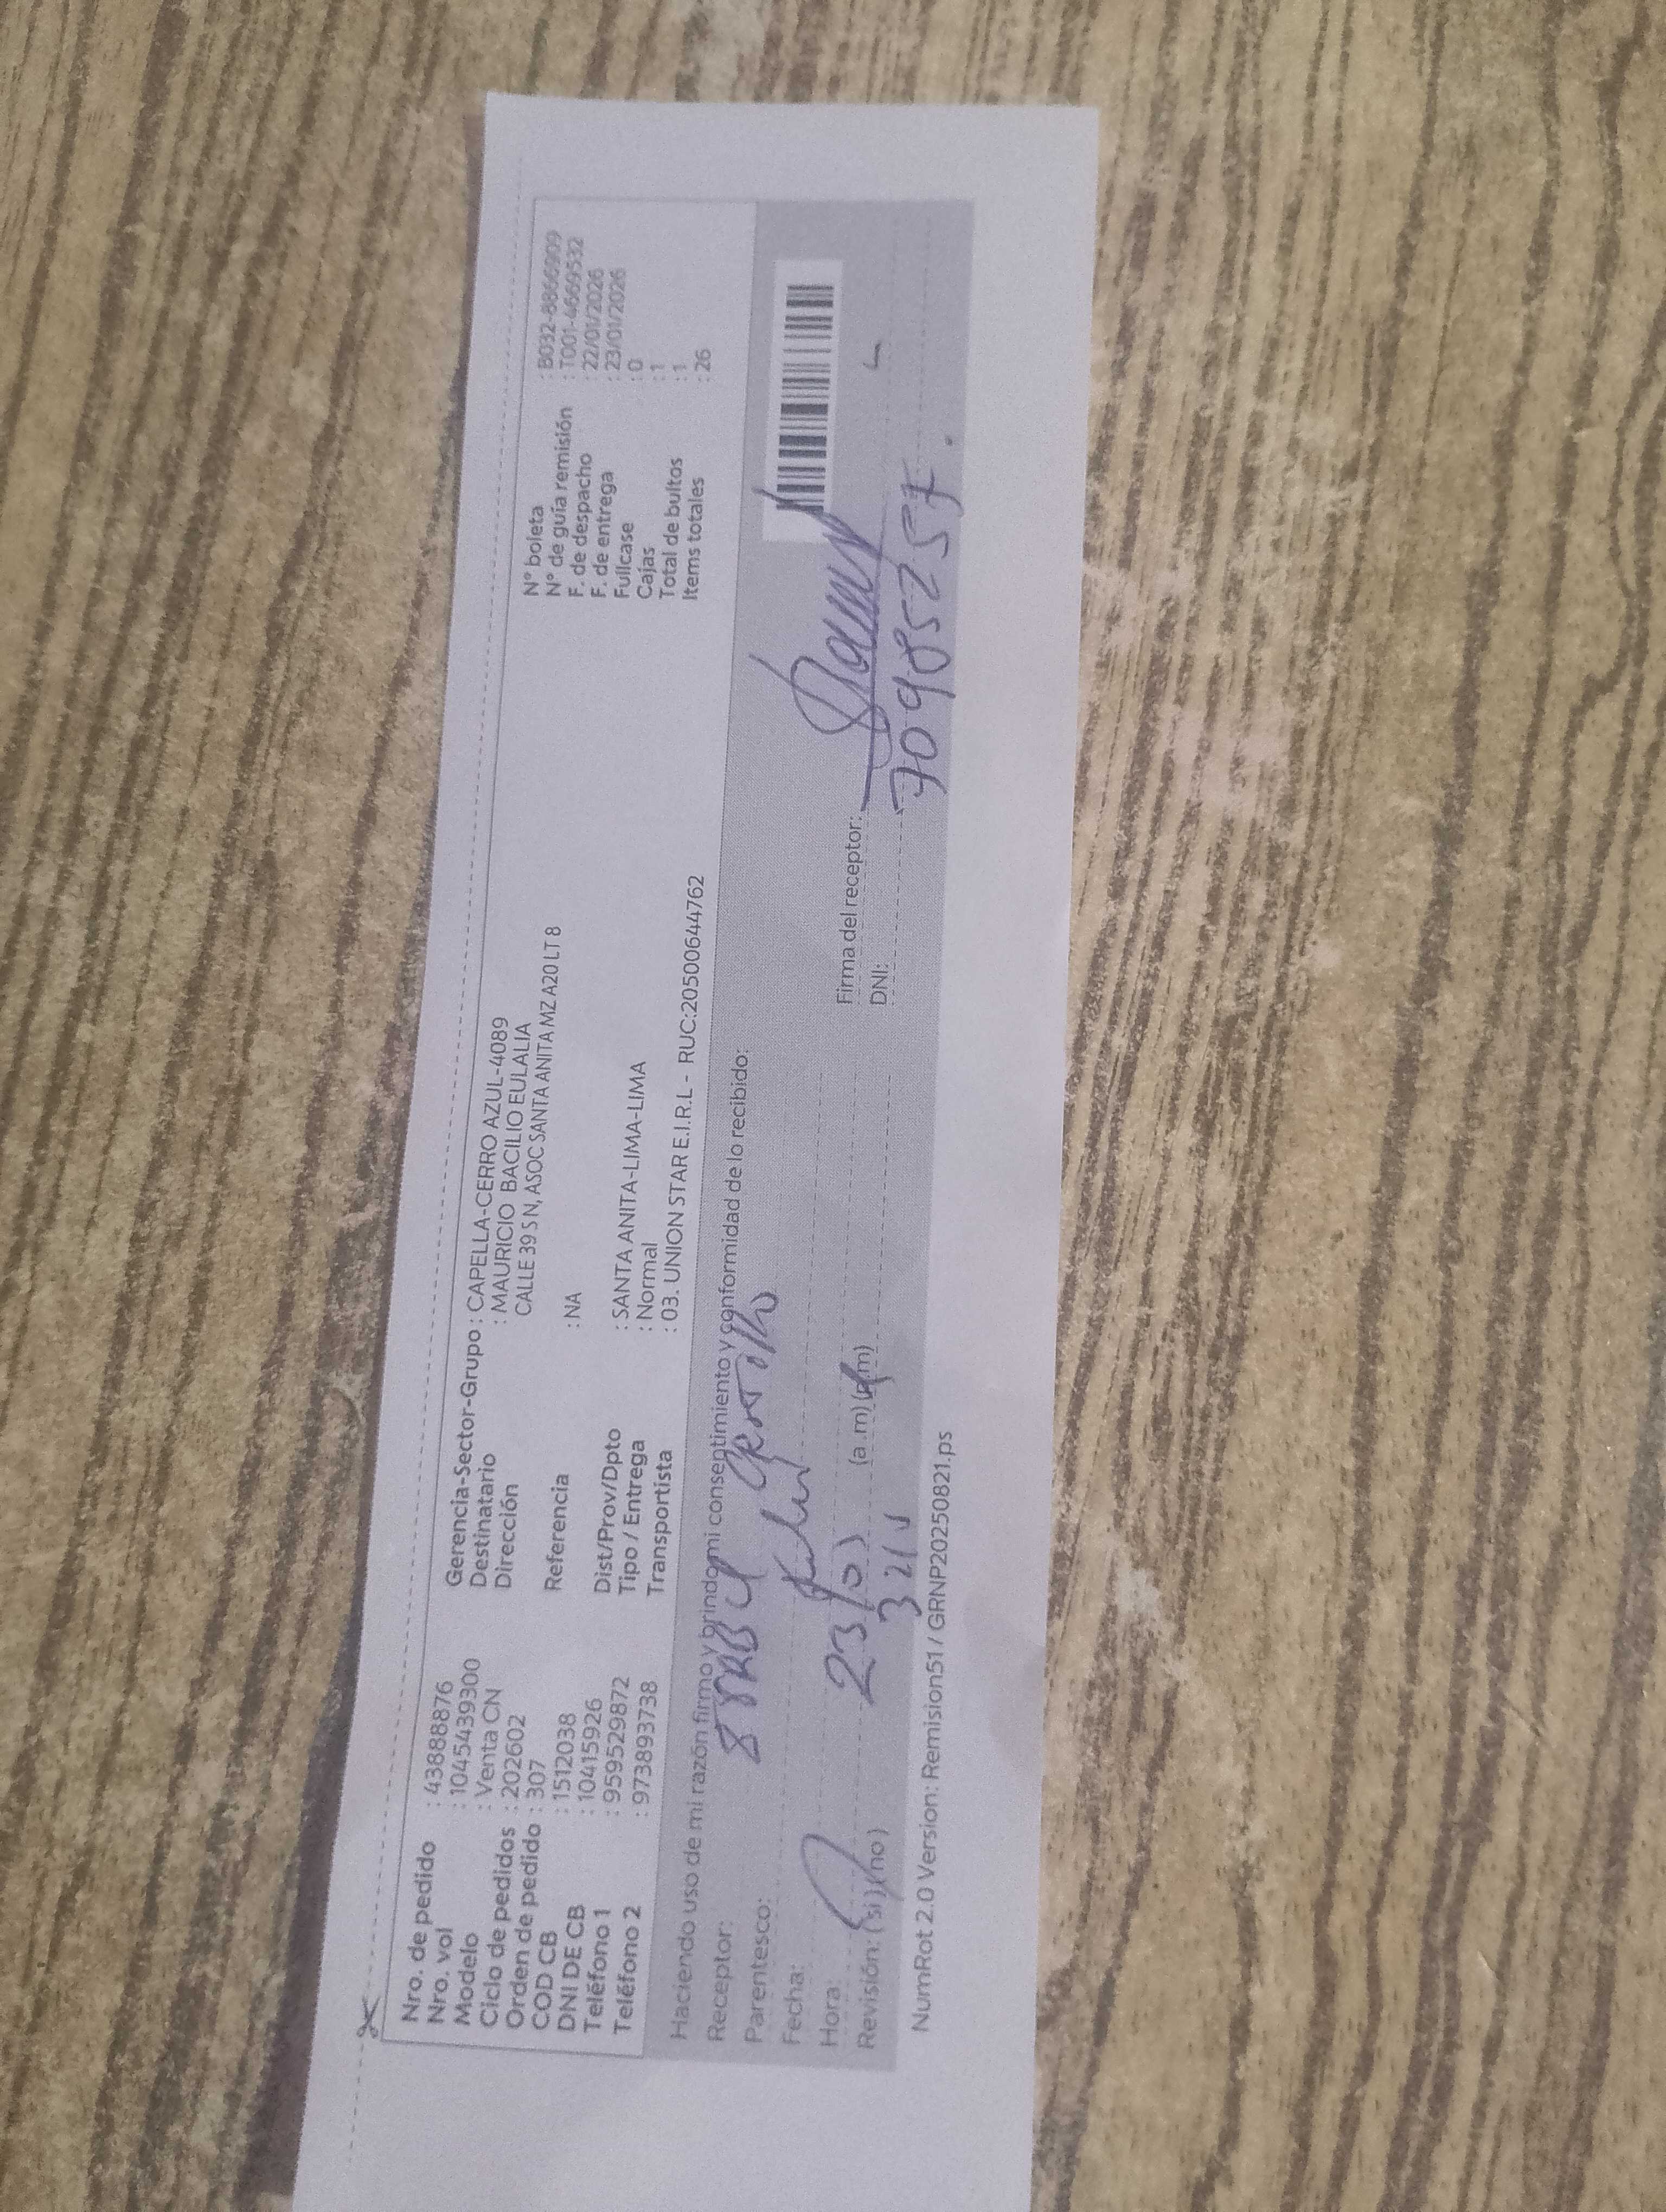 Nro. de pedido : 43888876
Nro. vol : 1045439300
Modelo : Venta CN
Ciclo de pedidos : 202602
Orden de pedido : 307
COD CB : 1512038
DNI DE CB : 10415926
Teléfono 1 : 959529872
Teléfono 2 : 973893738
Gerencia-Sector-Grupo : CAPELLA-CERRO AZUL-4089
Destinatario : MAURICIO BACILIO EULALIA
Dirección CALLE 39 S N, ASOC SANTA ANITA MZ A20 LT 8
Referencia : NA
Dist/Prov/Dpto : SANTA ANITA-LIMA-LIMA
Tipo / Entrega : Normal
Transportista : 03. UNION STAR E.I.R.L - RUC:20500644762
N° boleta : B032-8866909
N° de guía remisión : T001-4669532
F. de despacho : 22/01/2026
F. de entrega : 23/01/2026
Fullcase : 0
Cajas : 1
Total de bultos : 1
Items totales : 26
Haciendo uso de mi razón firmo y brindo mi consentimiento y conformidad de lo recibido:
Receptor:
Parentesco:
Fecha: 23/01
Hora: (a .m) (p.m)
Revisión: ( si ) ( no )
Firma del receptor:
DNI: 70985257
NumRot 2.0 Version: Remision51 / GRNP20250821.ps